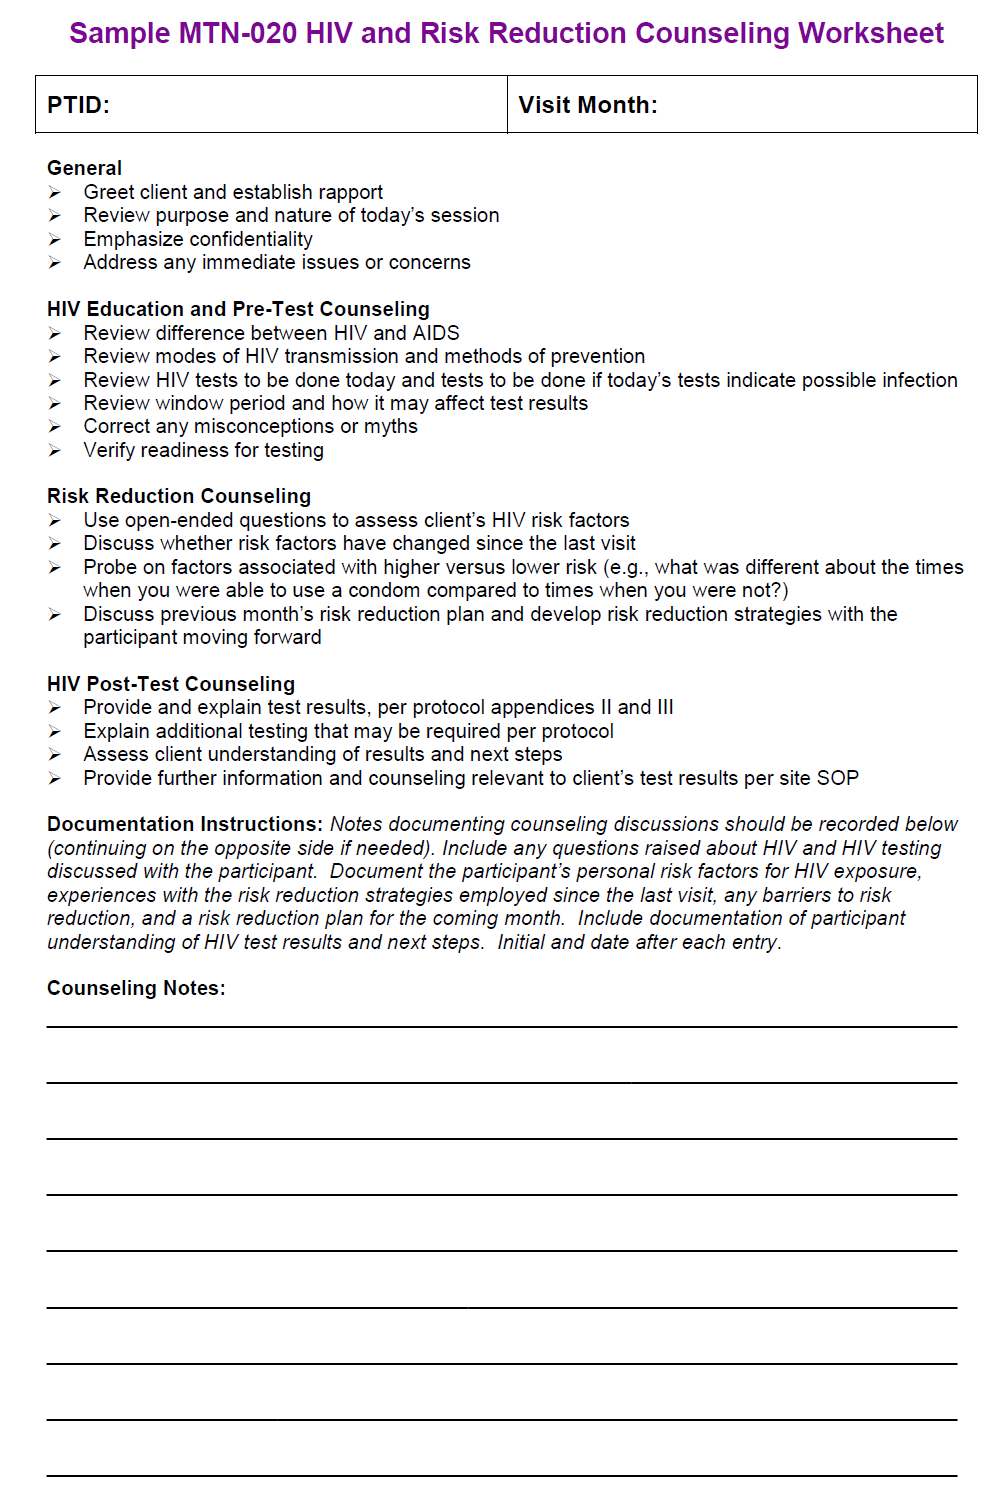 Sample MTN-020 HIV and Risk Reduction Counseling Worksheet
PTID:
Visit Month:
General
➢ Greet client and establish rapport
➢ Review purpose and nature of today’s session
➢ Emphasize confidentiality
➢ Address any immediate issues or concerns
HIV Education and Pre-Test Counseling
➢ Review difference between HIV and AIDS
➢ Review modes of HIV transmission and methods of prevention
➢ Review HIV tests to be done today and tests to be done if today’s tests indicate possible infection
➢ Review window period and how it may affect test results
➢ Correct any misconceptions or myths
➢ Verify readiness for testing
Risk Reduction Counseling
➢ Use open-ended questions to assess client’s HIV risk factors
➢ Discuss whether risk factors have changed since the last visit
➢ Probe on factors associated with higher versus lower risk (e.g., what was different about the times
when you were able to use a condom compared to times when you were not?)
➢ Discuss previous month’s risk reduction plan and develop risk reduction strategies with the
participant moving forward
HIV Post-Test Counseling
➢ Provide and explain test results, per protocol appendices II and III
➢ Explain additional testing that may be required per protocol
➢ Assess client understanding of results and next steps
➢ Provide further information and counseling relevant to client’s test results per site SOP
Documentation Instructions: Notes documenting counseling discussions should be recorded below
(continuing on the opposite side if needed). Include any questions raised about HIV and HIV testing
discussed with the participant.  Document the participant’s personal risk factors for HIV exposure,
experiences with the risk reduction strategies employed since the last visit, any barriers to risk
reduction, and a risk reduction plan for the coming month.  Include documentation of participant
understanding of HIV test results and next steps.  Initial and date after each entry.
Counseling Notes: